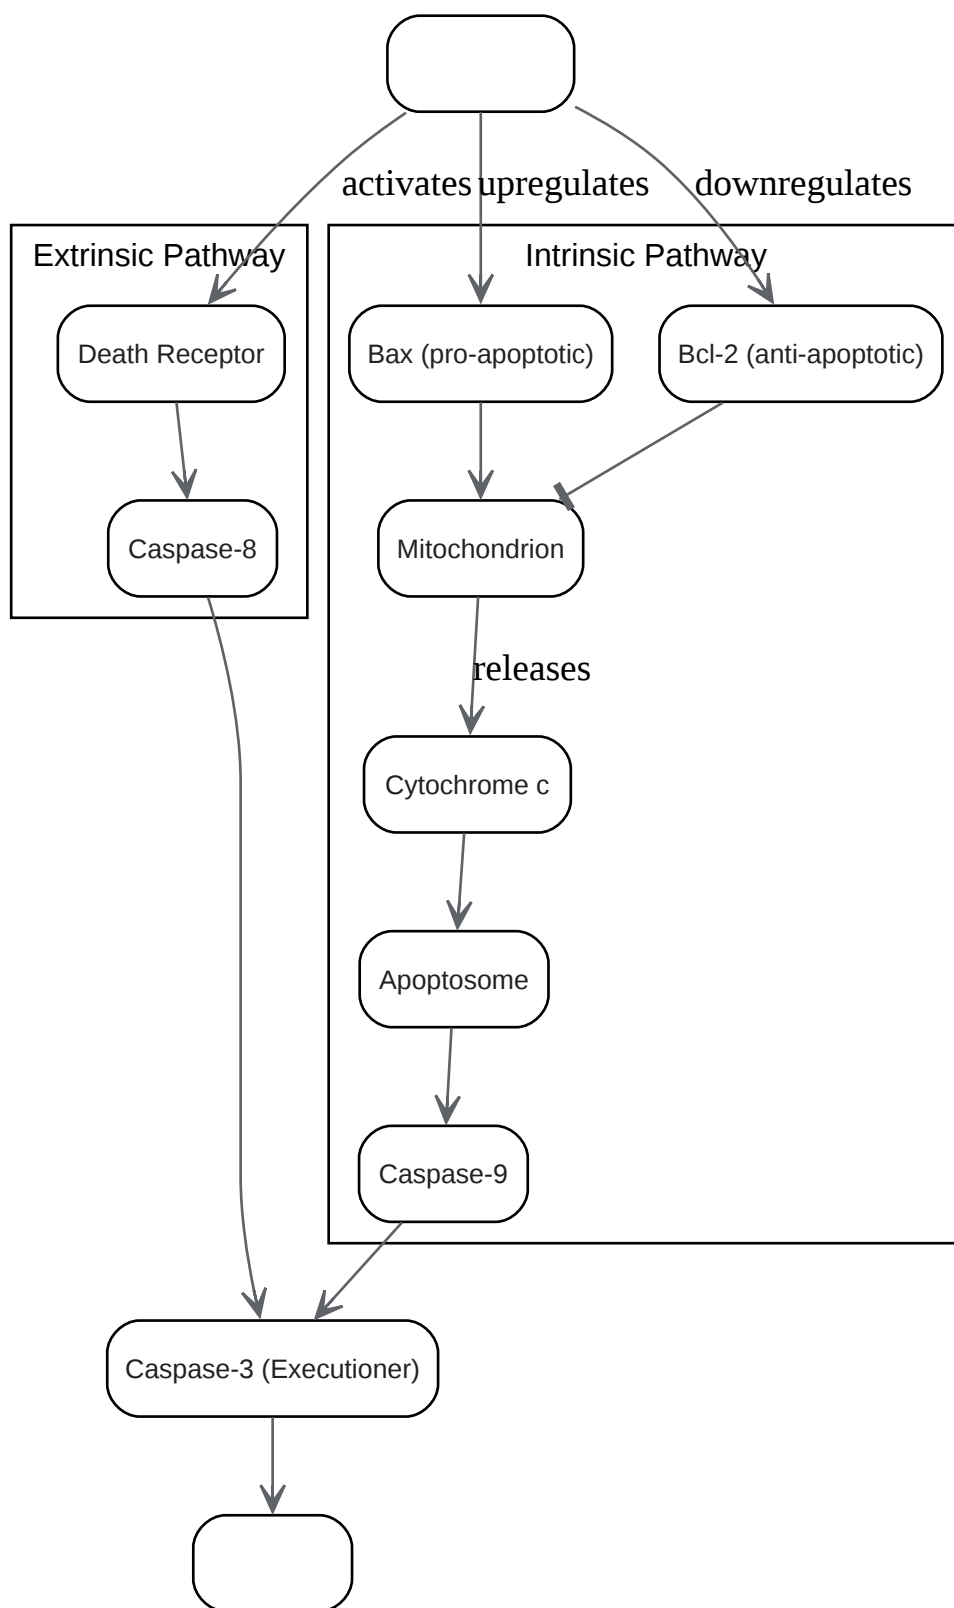 activates
upregulates
downregulates
Extrinsic Pathway
Intrinsic Pathway
Death Receptor
Bax (pro-apoptotic)
Bcl-2 (anti-apoptotic)
Caspase-8
Mitochondrion
releases
Cytochrome c
Apoptosome
Caspase-9
Caspase-3 (Executioner)